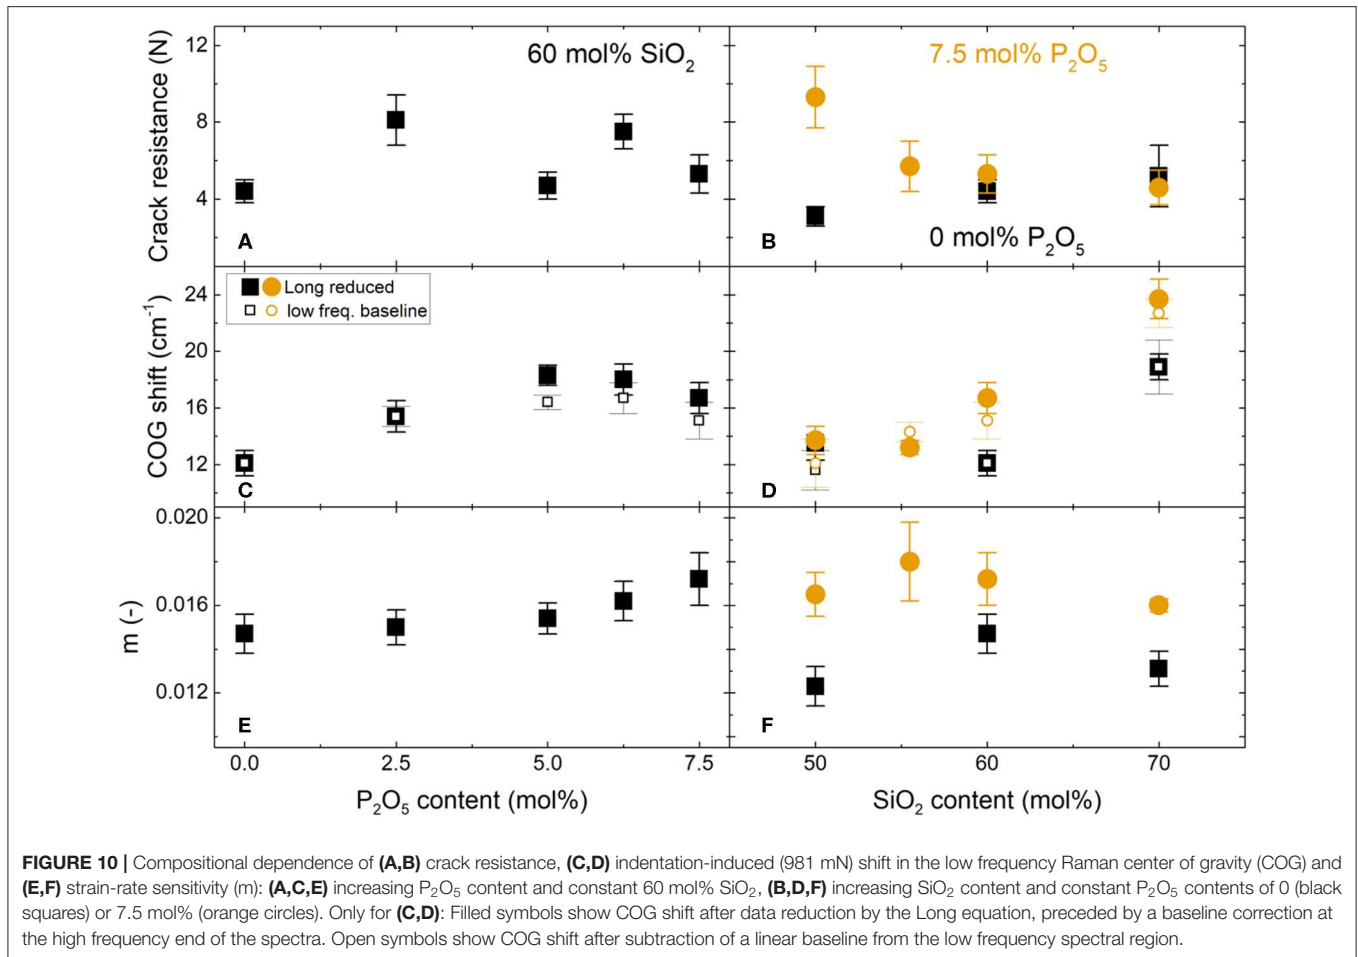 60 mol% SiO2
7.5 mol% P2O5
Crack resistance (N)
12
8
4
A
B
0 mol% P2O5
Long reduced
low freq. baseline
COG shift (cm-1)
24
20
16
12
C
D
m (-)
0.020
0.016
0.012
E
F
0.0 2.5 5.0 7.5 50 60 70
P2O5 content (mol%) SiO2 content (mol%)
FIGURE 10 | Compositional dependence of (A,B) crack resistance, (C,D) indentation-induced (981 mN) shift in the low frequency Raman center of gravity (COG) and
(E,F) strain-rate sensitivity (m): (A,C,E) increasing P2O5 content and constant 60 mol% SiO2, (B,D,F) increasing SiO2 content and constant P2O5 contents of 0 (black
squares) or 7.5 mol% (orange circles). Only for (C,D): Filled symbols show COG shift after data reduction by the Long equation, preceded by a baseline correction at
the high frequency end of the spectra. Open symbols show COG shift after subtraction of a linear baseline from the low frequency spectral region.